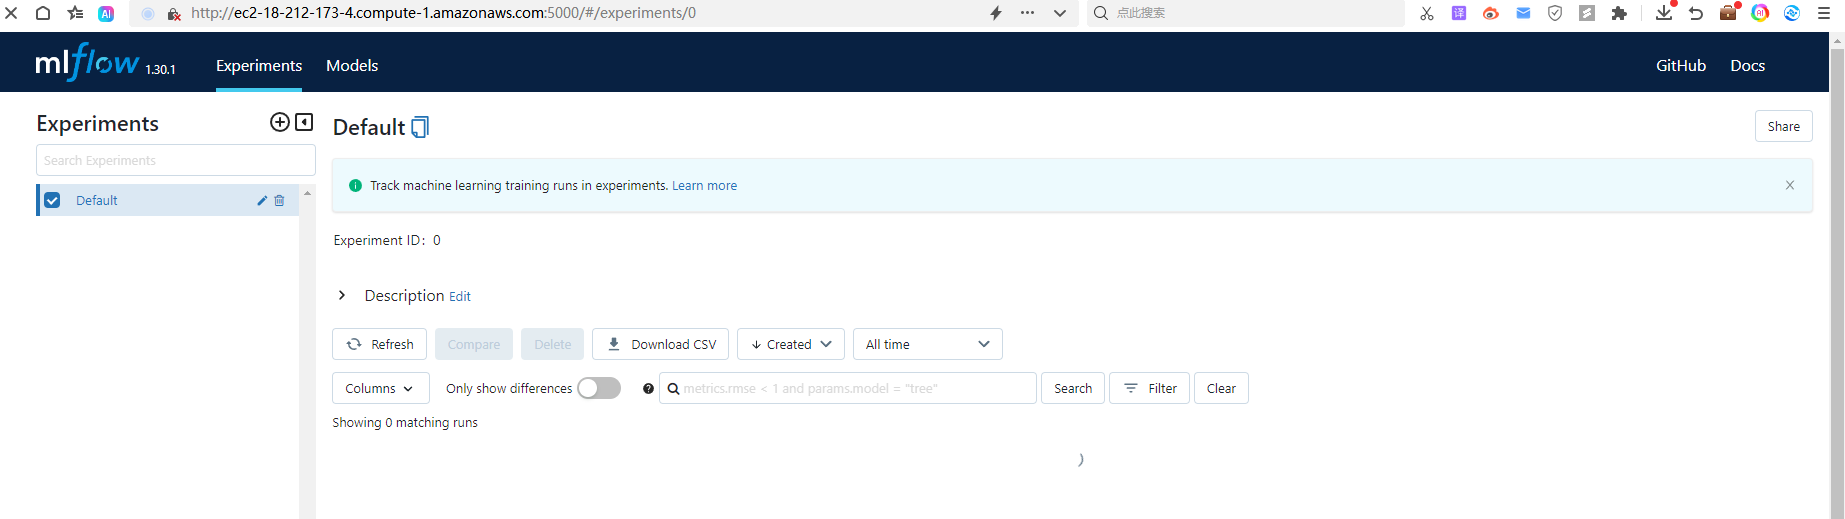 http://ec2-18-212-173-4.compute-1.amazonaws.com:5000/#/experiments/0
点此搜索
译
AI
mlflow 1.30.1 Experiments Models GitHub Docs
Experiments
Search Experiments
Default
Default
Share
Track machine learning training runs in experiments. Learn more
Experiment ID: 0
Description Edit
Refresh Compare Delete Download CSV Created All time
Columns Only show differences metrics.rmse < 1 and params.model = "tree" Search Filter Clear
Showing 0 matching runs